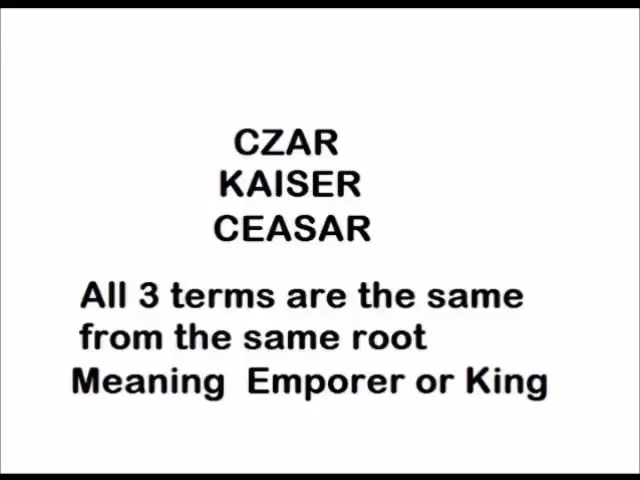 CZAR
KAISER
CEASAR
All 3 terms are the same
from the same root
Meaning Emporer or King